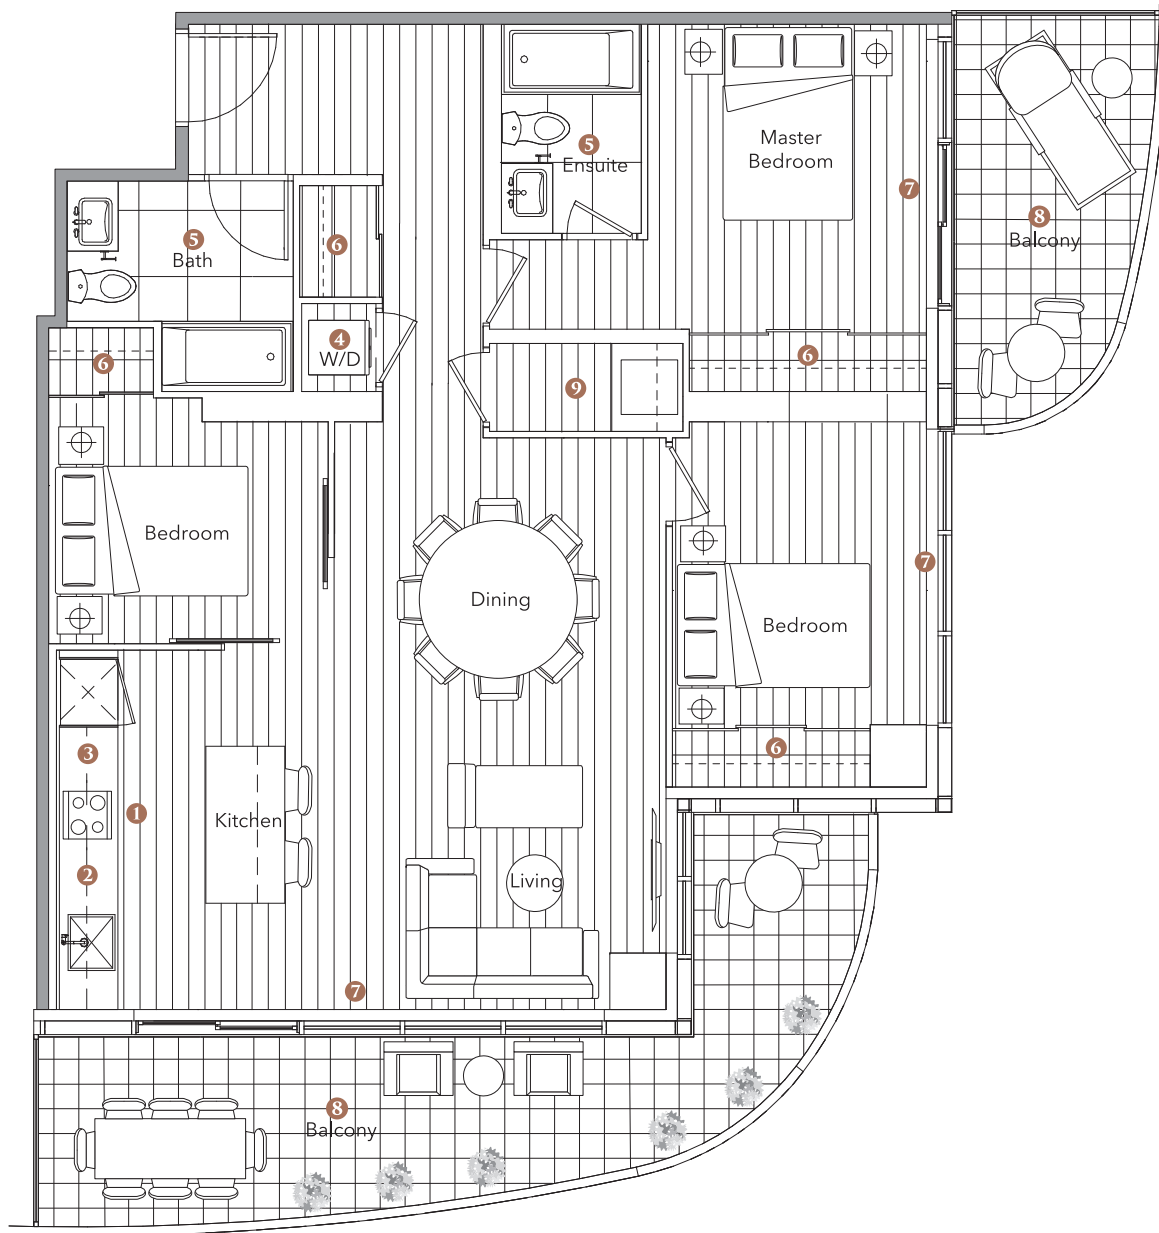 Master
Bedroom
5
Ensuite
7
8
Balcony
5
Bath
6
4
W/D
6
6
9
Bedroom
Dining
7
Bedroom
3
6
1
Kitchen
2
Living
7
8
Balcony